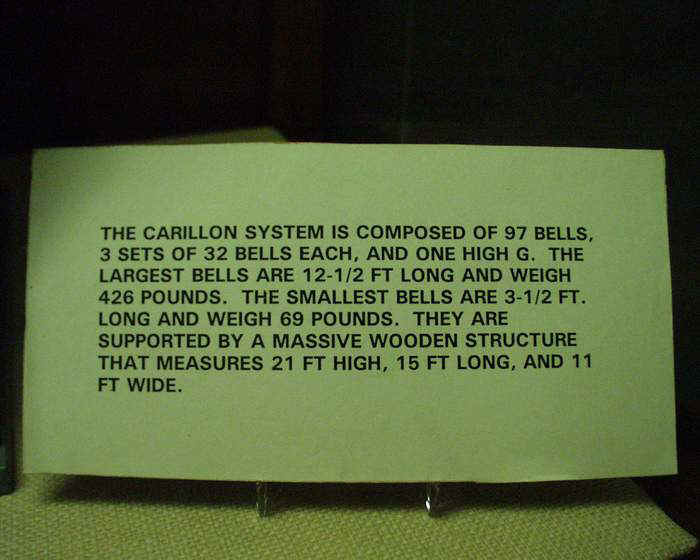 THE CARILLON SYSTEM IS COMPOSED OF 97 BELLS,
3 SETS OF 32 BELLS EACH, AND ONE HIGH G. THE
LARGEST BELLS ARE 12-1/2 FT LONG AND WEIGH
426 POUNDS. THE SMALLEST BELLS ARE 3-1/2 FT.
LONG AND WEIGH 69 POUNDS. THEY ARE
SUPPORTED BY A MASSIVE WOODEN STRUCTURE
THAT MEASURES 21 FT HIGH, 15 FT LONG, AND 11
FT WIDE.